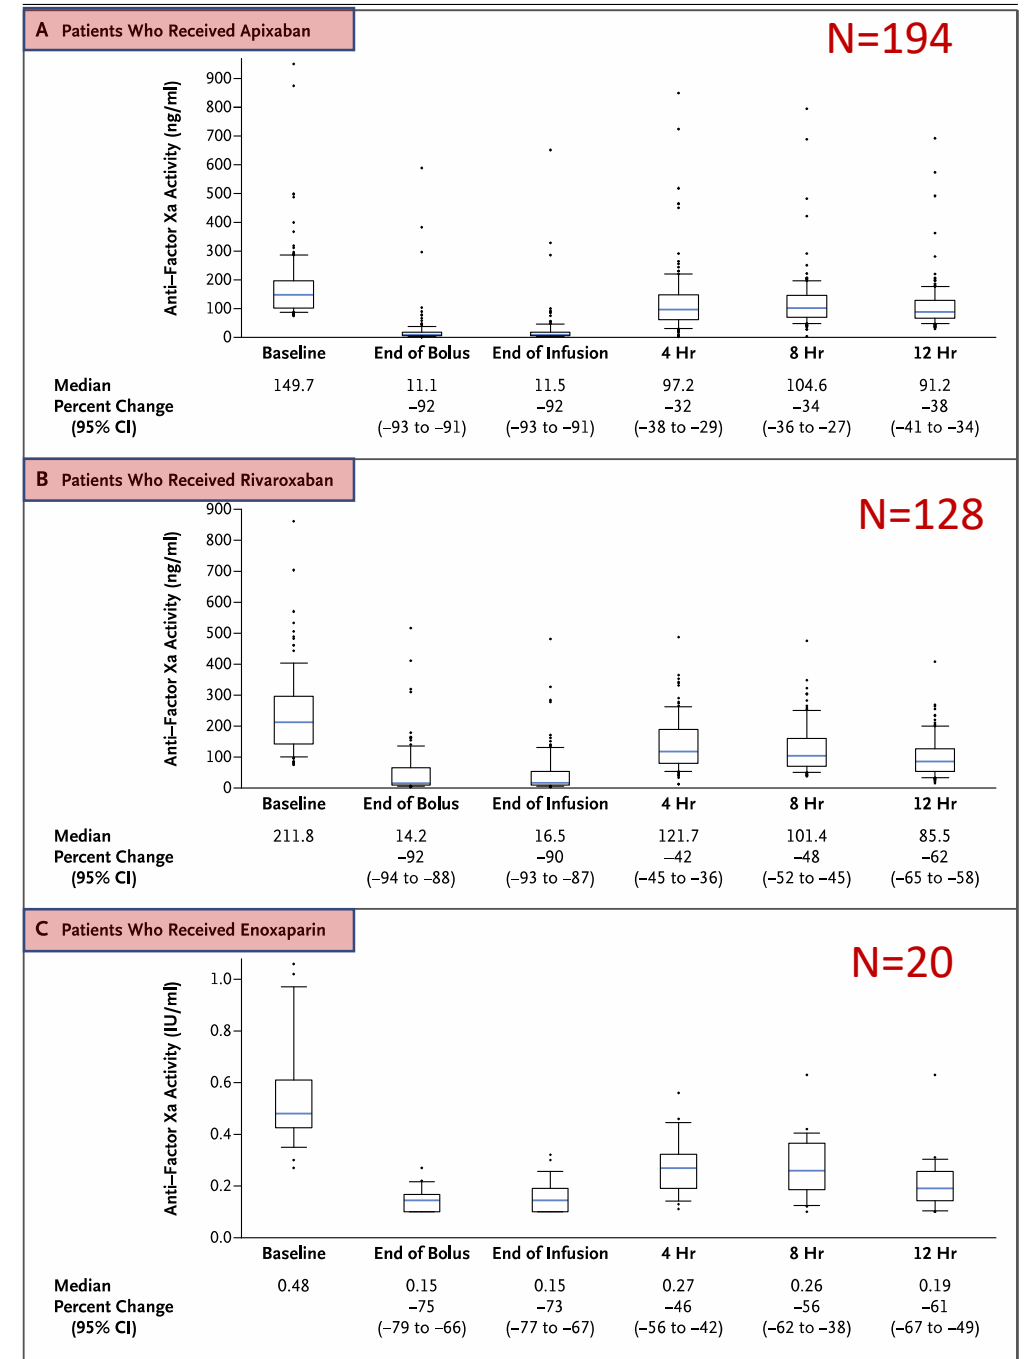 A Patients Who Received Apixaban
N=194
Anti–Factor Xa Activity (ng/ml)
900
800
700
600
500
400
300
200
100
0
Baseline End of Bolus End of Infusion 4 Hr 8 Hr 12 Hr
Median 149.7 11.1 11.5 97.2 104.6 91.2
Percent Change –92 –92 –32 –34 –38
(95% CI) (–93 to –91) (–93 to –91) (–38 to –29) (–36 to –27) (–41 to –34)
B Patients Who Received Rivaroxaban
N=128
Anti–Factor Xa Activity (ng/ml)
900
800
700
600
500
400
300
200
100
0
Baseline End of Bolus End of Infusion 4 Hr 8 Hr 12 Hr
Median 211.8 14.2 16.5 121.7 101.4 85.5
Percent Change –92 –90 –42 –48 –62
(95% CI) (–94 to –88) (–93 to –87) (–45 to –36) (–52 to –45) (–65 to –58)
C Patients Who Received Enoxaparin
N=20
Anti–Factor Xa Activity (IU/ml)
1.0
0.8
0.6
0.4
0.2
0.0
Baseline End of Bolus End of Infusion 4 Hr 8 Hr 12 Hr
Median 0.48 0.15 0.15 0.27 0.26 0.19
Percent Change –75 –73 –46 –56 –61
(95% CI) (–79 to –66) (–77 to –67) (–56 to –42) (–62 to –38) (–67 to –49)